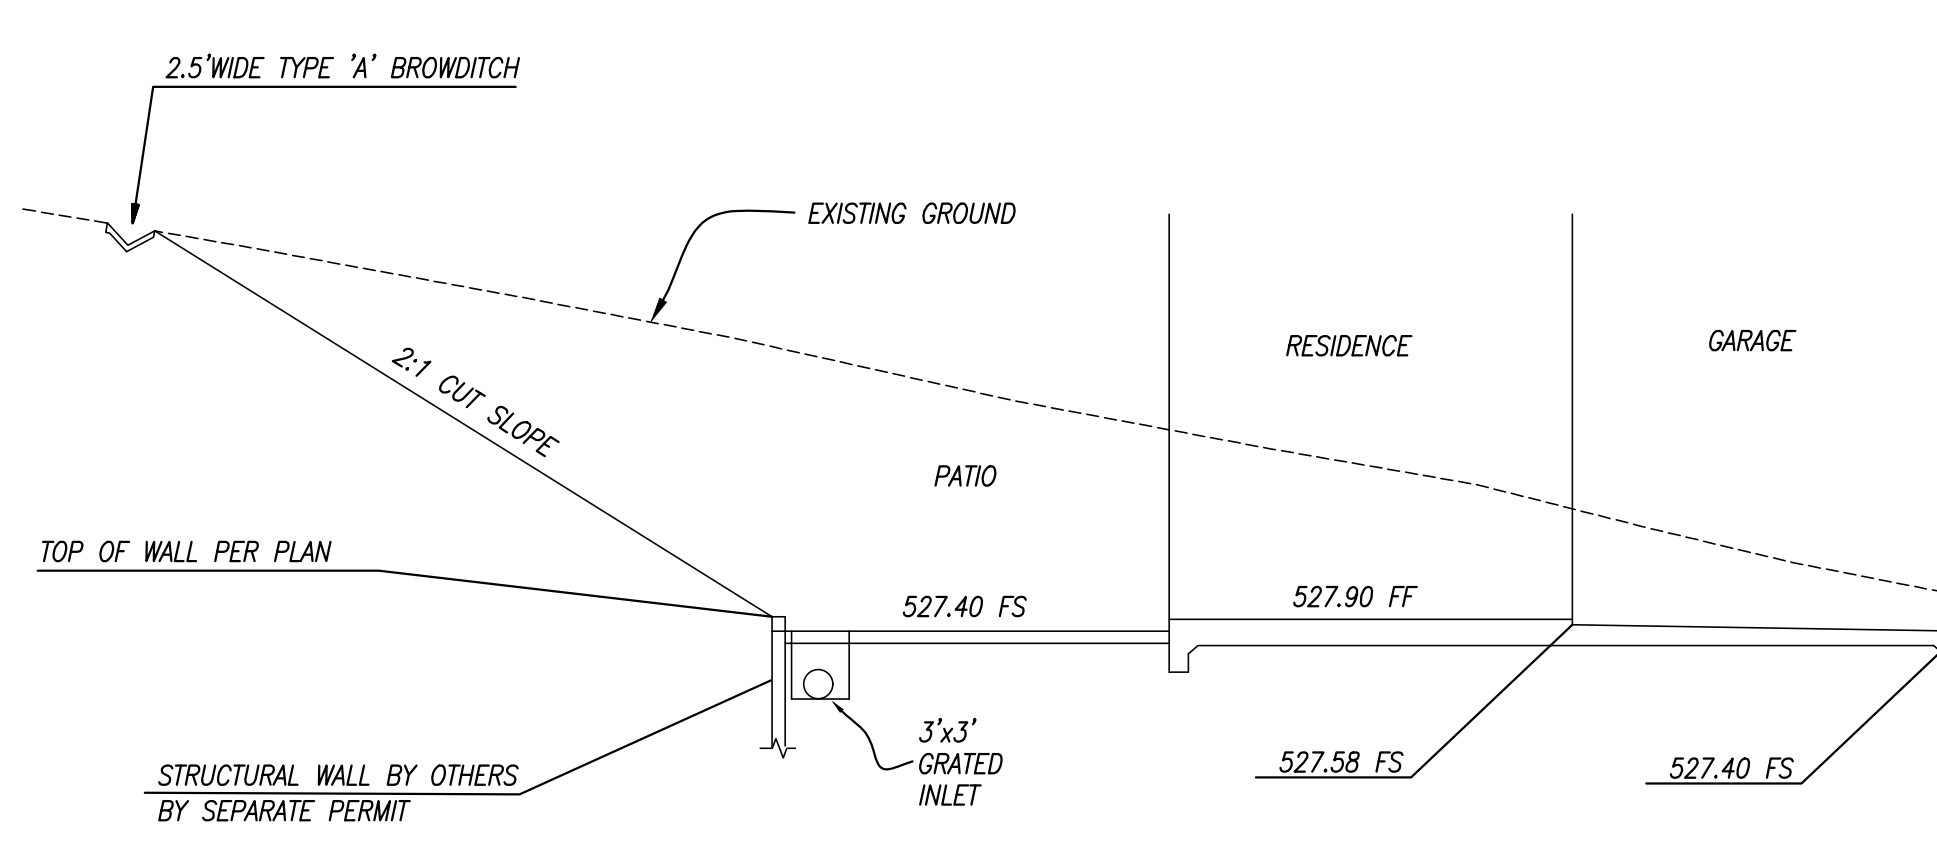 2.5'WIDE TYPE 'A' BROWDITCH
EXISTING GROUND
RESIDENCE
GARAGE
2:1 CUT SLOPE
PATIO
TOP OF WALL PER PLAN
527.40 FS
527.90 FF
3'x3'
GRATED
INLET
527.58 FS
527.40 FS
STRUCTURAL WALL BY OTHERS
BY SEPARATE PERMIT